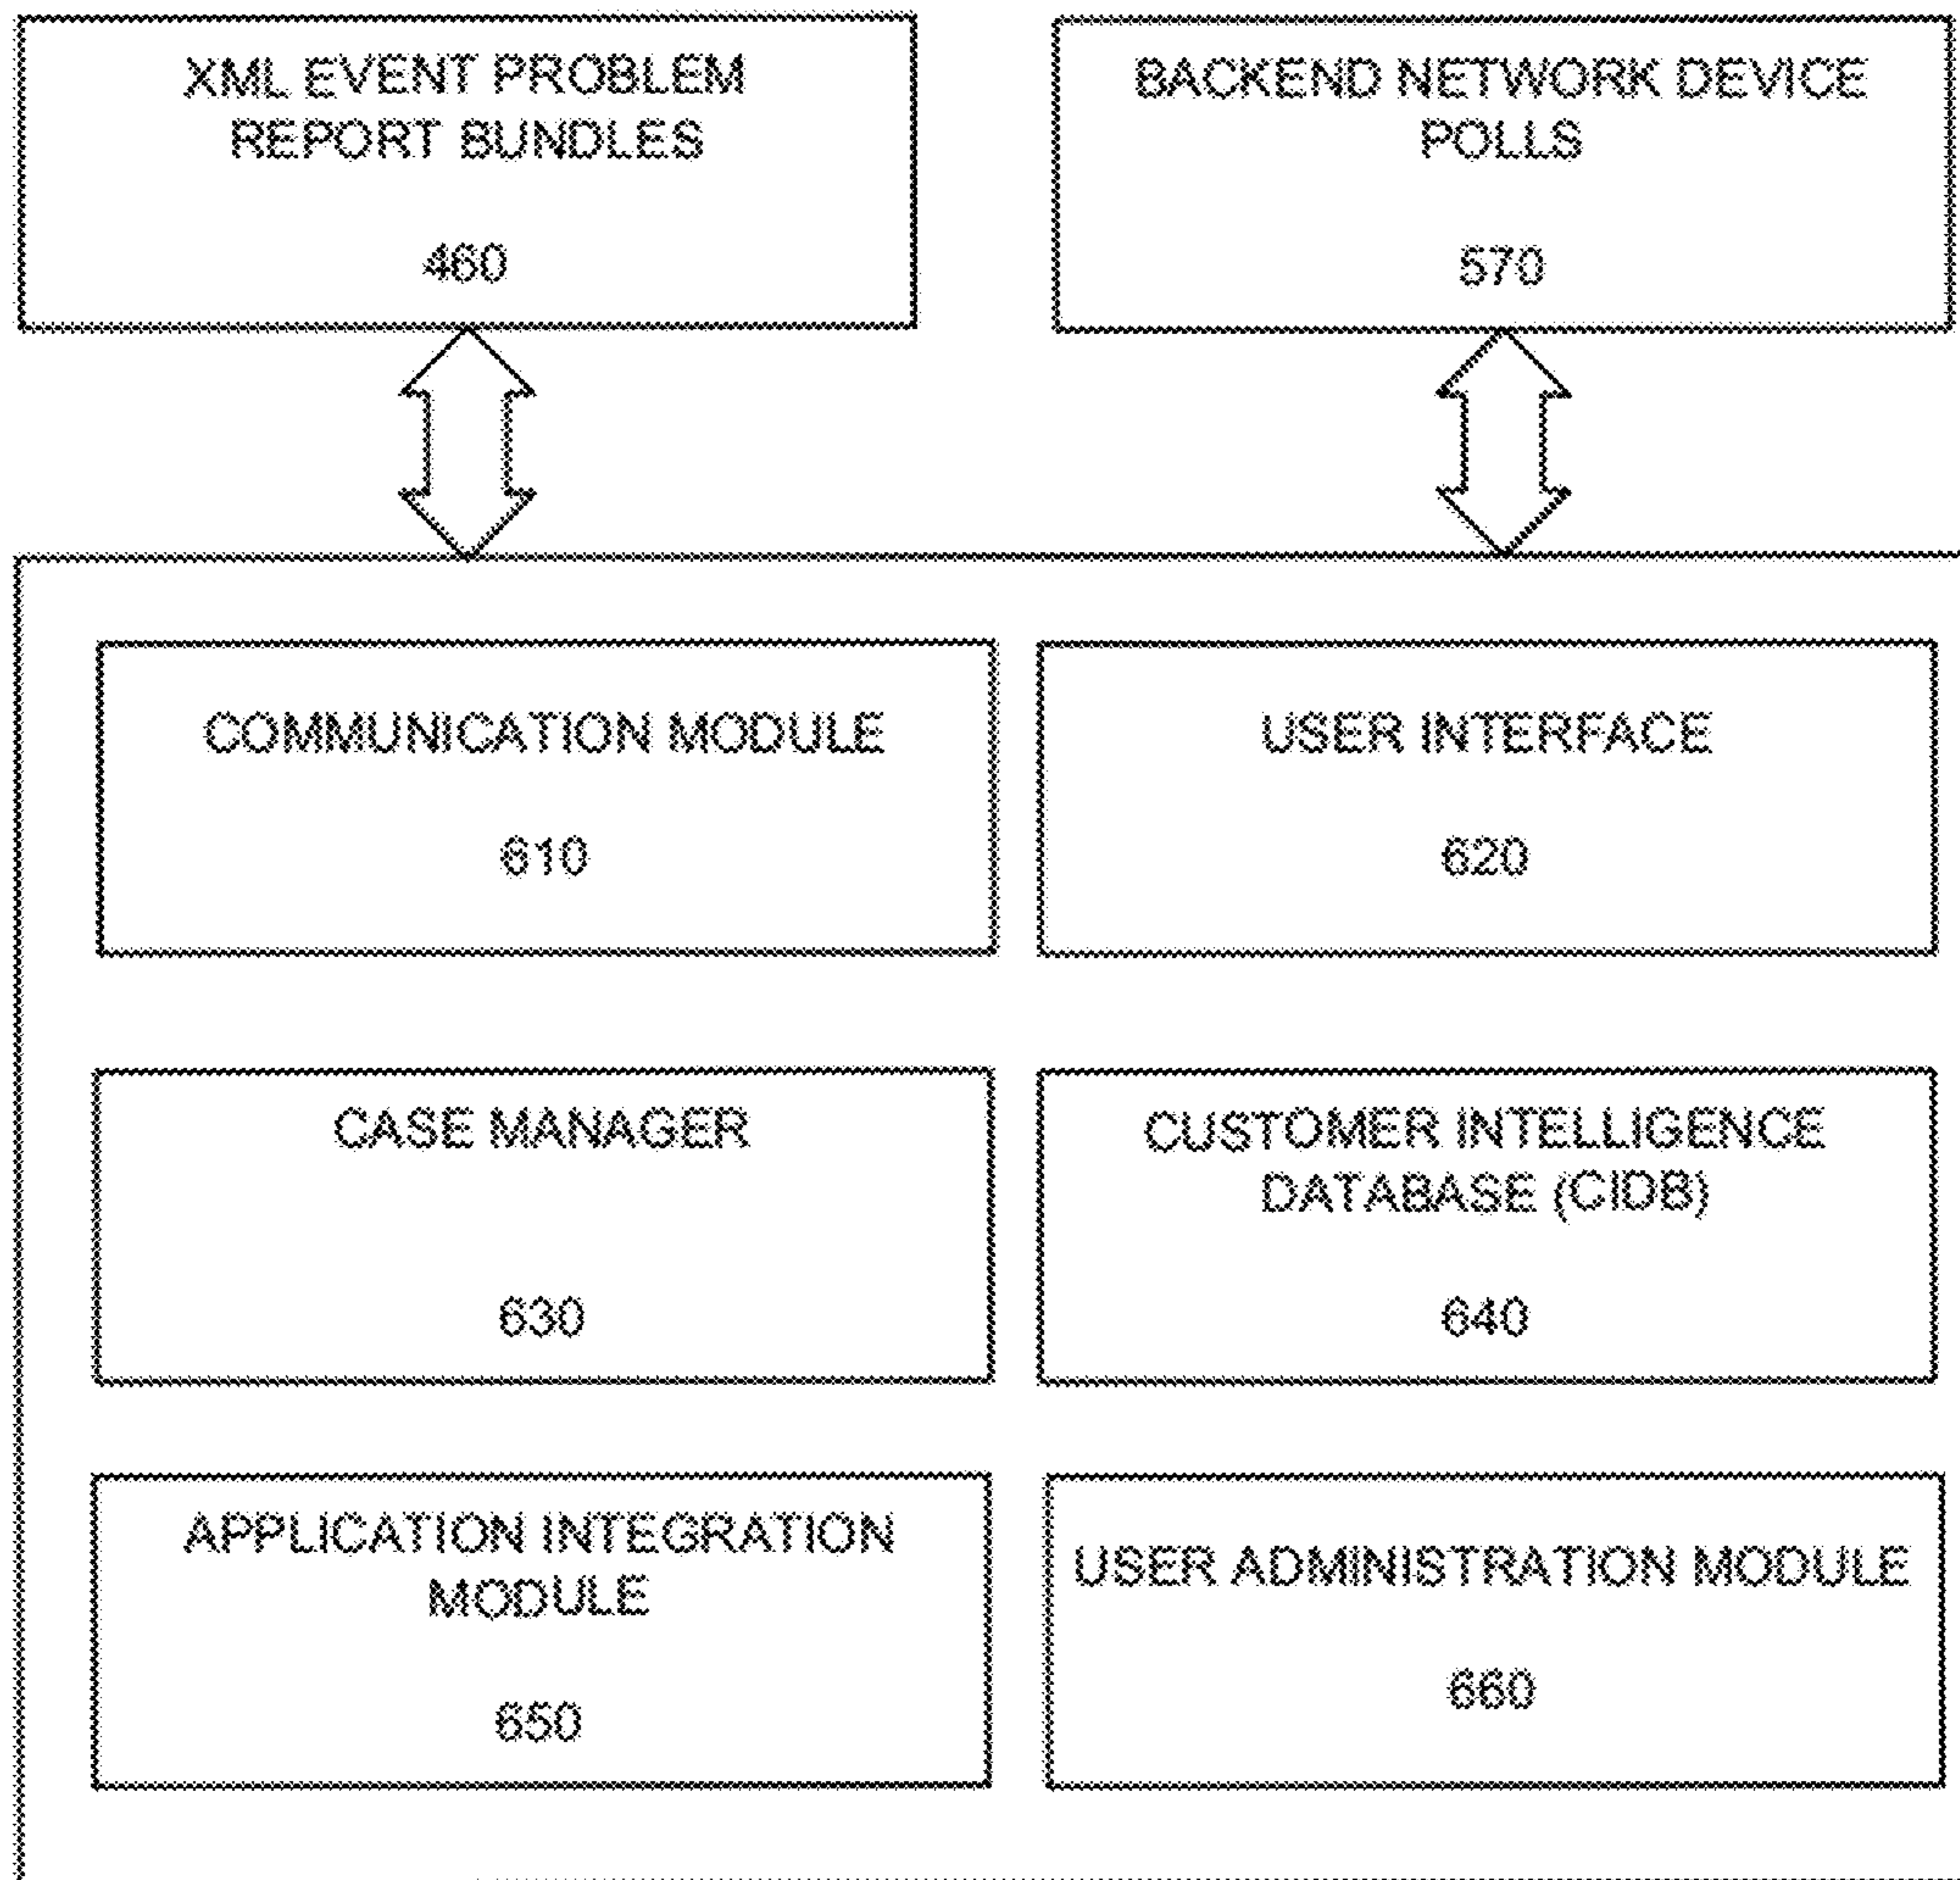 XML EVENT PROBLEM
REPORT BUNDLES
460
BACKEND NETWORK DEVICE
POLLS
570
COMMUNICATION MODULE
610
USER INTERFACE
620
CASE MANAGER
630
CUSTOMER INTELLIGENCE
DATABASE (CIDB)
640
APPLICATION INTEGRATION
MODULE
650
USER ADMINISTRATION MODULE
660